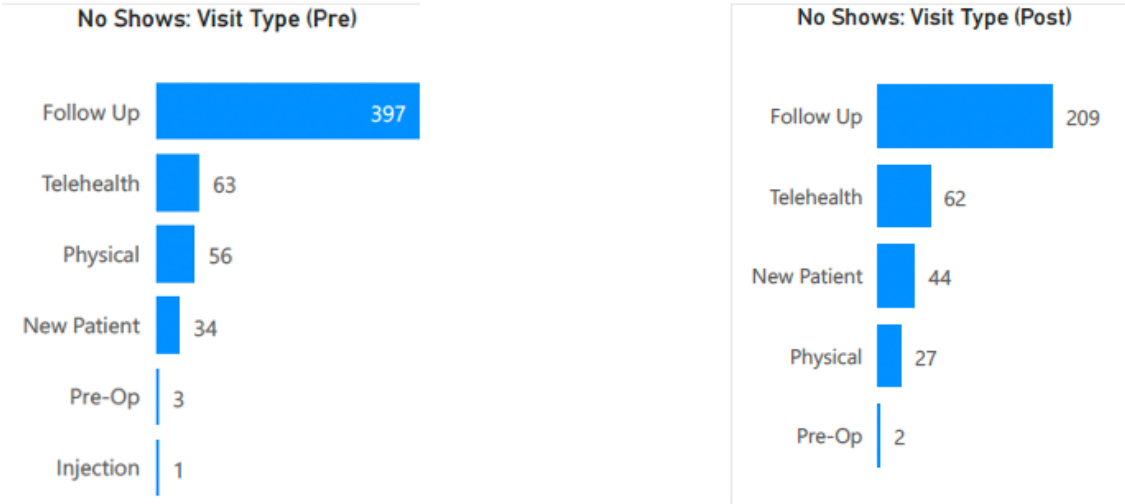 No Shows: Visit Type (Pre)
Follow Up 397
Telehealth 63
Physical 56
New Patient 34
Pre-Op 3
Injection 1
No Shows: Visit Type (Post)
Follow Up 209
Telehealth 62
New Patient 44
Physical 27
Pre-Op 2